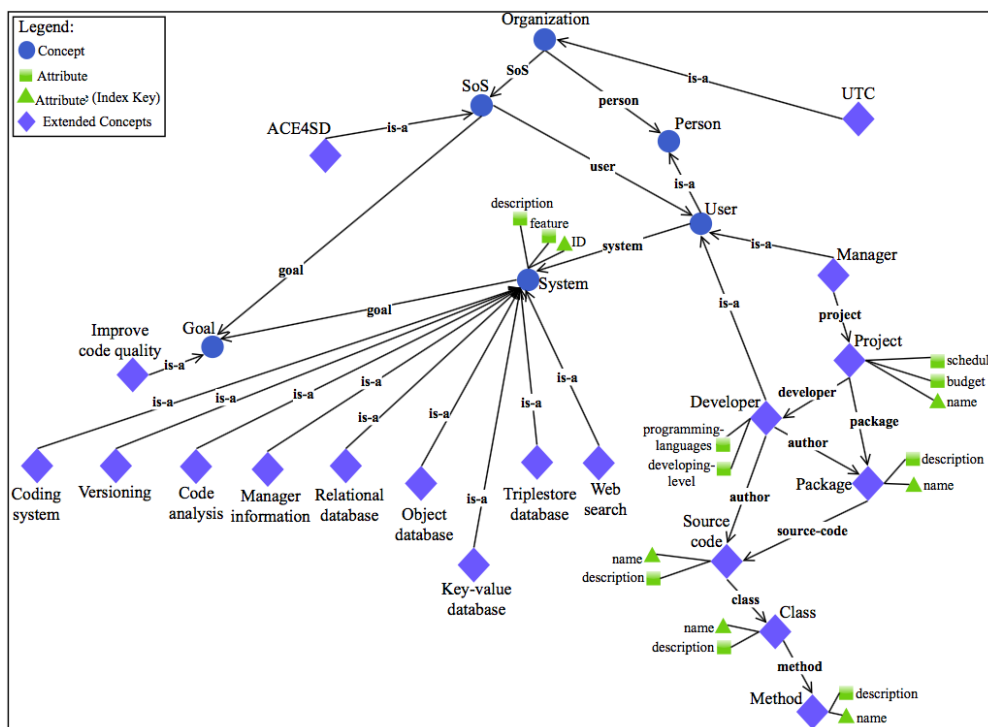 Legend:
Concept
Attribute
Attribute (Index Key)
Extended Concepts
Organization
SoS
SoS
is-a
UTC
person
ACE4SD
is-a
Person
user
is-a
description
feature
ID
User
system
is-a
Manager
goal
System
goal
is-a
project
Improve
code quality
Goal
is-a
Project
schedul
budget
name
is-a
is-a
is-a
is-a
is-a
is-a
is-a
is-a
Developer
developer
package
programming-
languages
developing-
level
author
author
description
Package
name
Coding
system
Versioning
Code
analysis
Manager
information
Relational
database
Object
database
is-a
Triplestore
database
Web
search
Key-value
database
Source
code
source-code
name
description
class
Class
name
description
method
Method
description
name